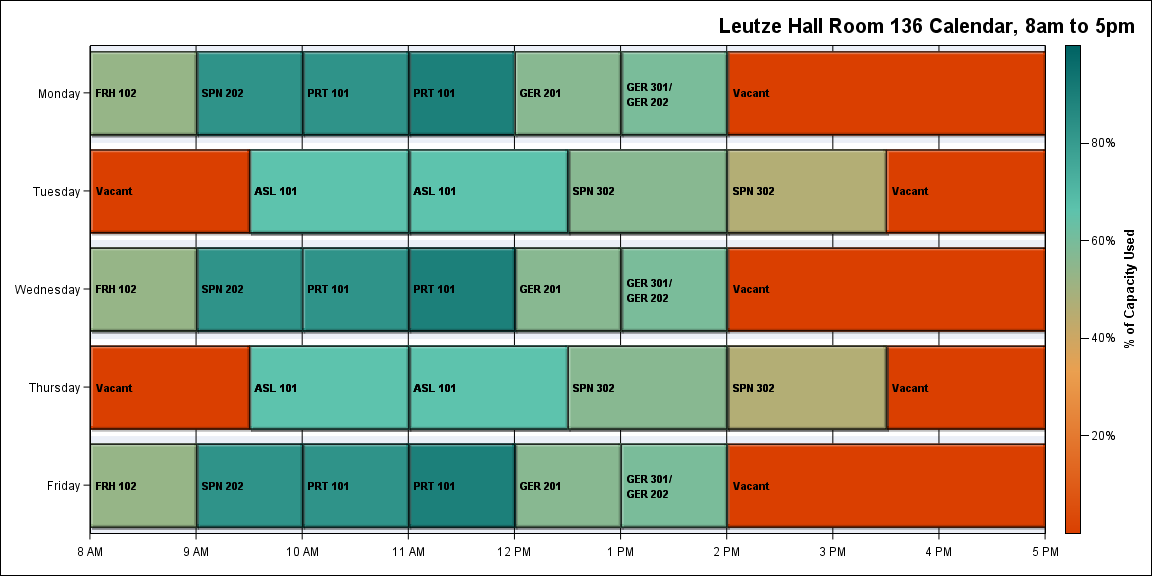 Leutze Hall Room 136 Calendar, 8am to 5pm
Monday
FRH 102
SPN 202
PRT 101
PRT 101
GER 201
GER 301/
GER 202
Vacant
Tuesday
Vacant
ASL 101
ASL 101
SPN 302
SPN 302
Vacant
Wednesday
FRH 102
SPN 202
PRT 101
PRT 101
GER 201
GER 301/
GER 202
Vacant
Thursday
Vacant
ASL 101
ASL 101
SPN 302
SPN 302
Vacant
Friday
FRH 102
SPN 202
PRT 101
PRT 101
GER 201
GER 301/
GER 202
Vacant
8 AM
9 AM
10 AM
11 AM
12 PM
1 PM
2 PM
3 PM
4 PM
5 PM
80%
60%
40%
20%
% of Capacity Used